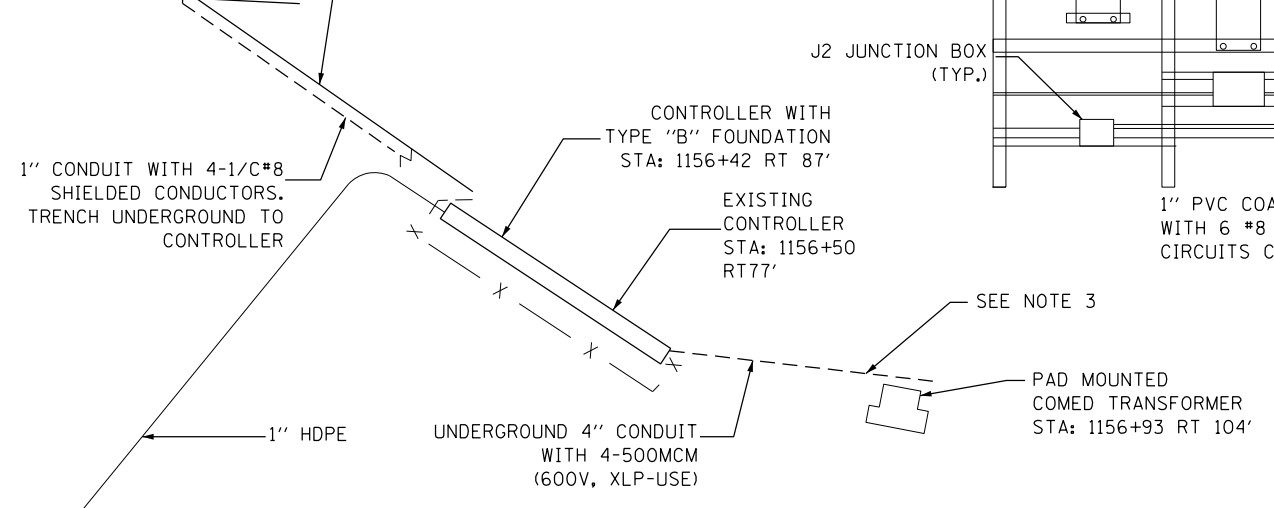 J2 JUNCTION BOX
(TYP.)
CONTROLLER WITH
TYPE "B" FOUNDATION
STA: 1156+42 RT 87'
1" CONDUIT WITH 4-1/C#8
SHIELDED CONDUCTORS.
TRENCH UNDERGROUND TO
CONTROLLER
EXISTING
CONTROLLER
STA: 1156+50
RT77'
1" PVC COA
WITH 6 #8
CIRCUITS C
X
X
X
X
SEE NOTE 3
PAD MOUNTED
COMED TRANSFORMER
STA: 1156+93 RT 104'
1" HDPE
UNDERGROUND 4" CONDUIT
WITH 4-500MCM
(600V, XLP-USE)